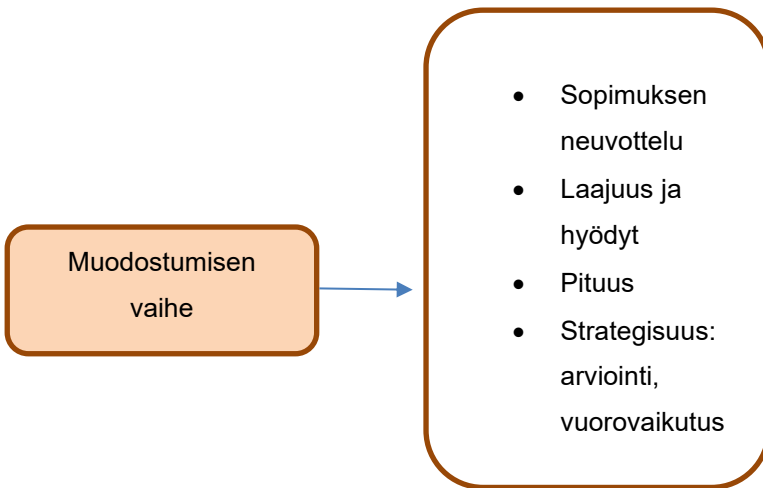 Muodostumisen
vaihe
• Sopimuksen
neuvottelu
• Laajuus ja
hyödyt
• Pituus
• Strategisuus:
arviointi,
vuorovaikutus